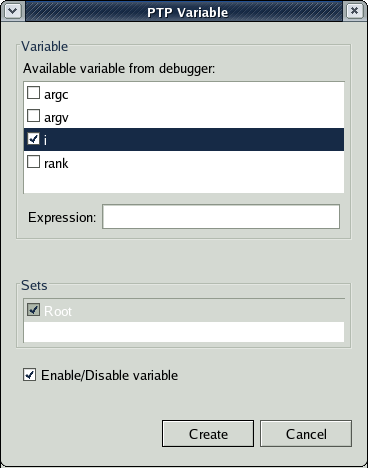 PTP Variable
Variable
Available variable from debugger:
argc
argv
i
rank
Expression:
Sets
Root
Enable/Disable variable
Create Cancel